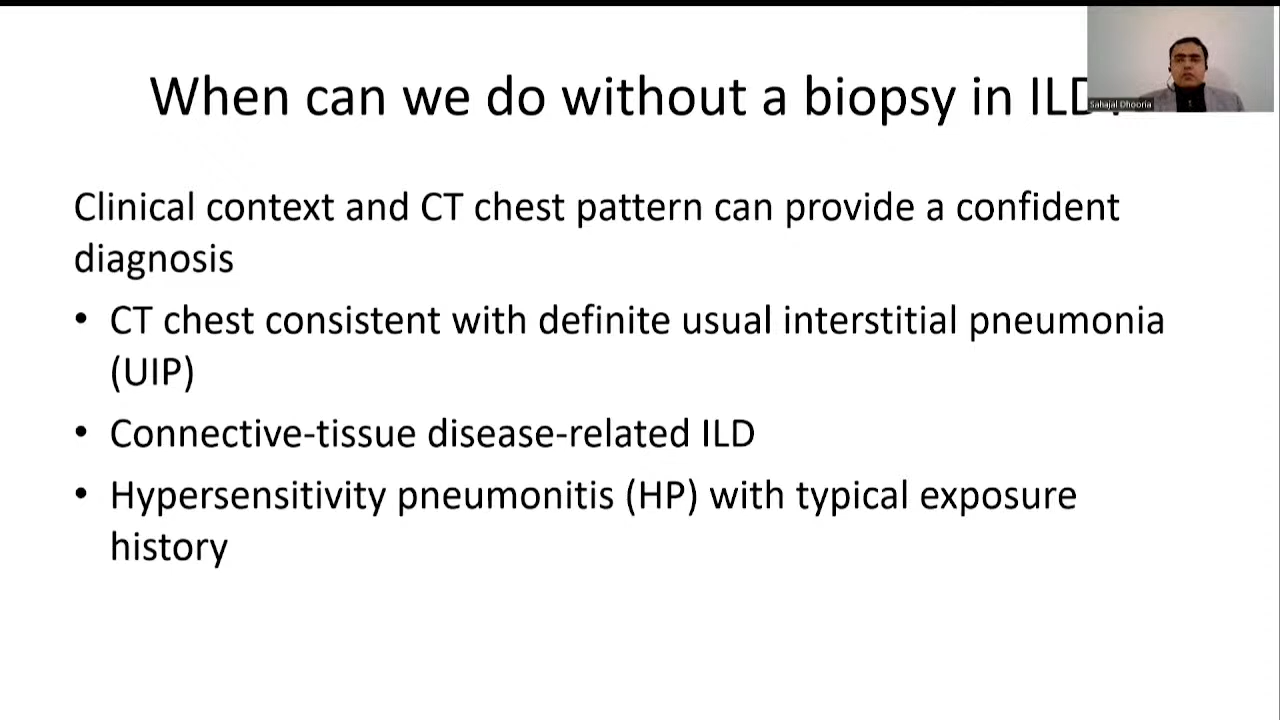 When can we do without a biopsy in ILD
Sahajal Dhooria
Clinical context and CT chest pattern can provide a confident
diagnosis
• CT chest consistent with definite usual interstitial pneumonia
(UIP)
• Connective-tissue disease-related ILD
• Hypersensitivity pneumonitis (HP) with typical exposure
history